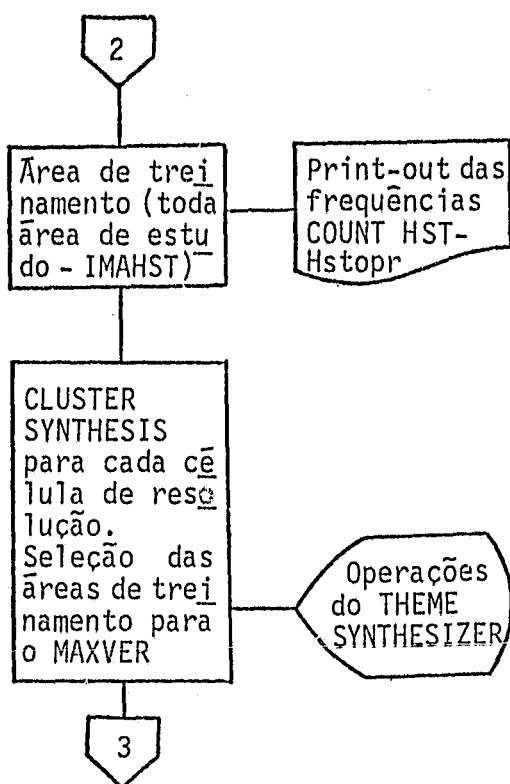 2
Área de trei
namento (toda
área de estu
do - IMAHST)
Print-out das
frequências
COUNT HST-
Hstopr
CLUSTER
SYNTHESIS
para cada cé
lula de reso
lução.
Seleção das
áreas de trei
namento para
o MAXVER
Operações
do THEME
SYNTHESIZER
3